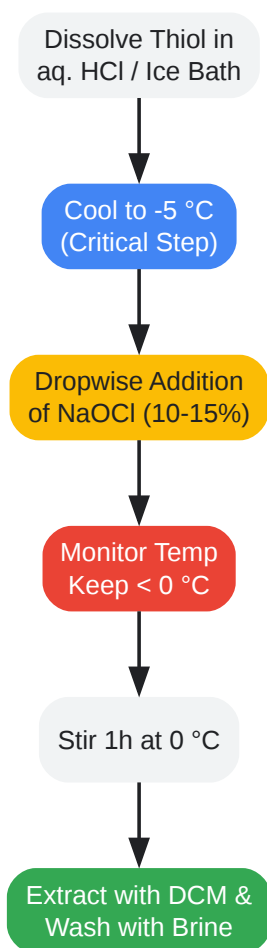 Dissolve Thiol in
aq. HCl / Ice Bath
Cool to -5 °C
(Critical Step)
Dropwise Addition
of NaOCl (10-15%)
Monitor Temp
Keep < 0 °C
Stir 1h at 0 °C
Extract with DCM &
Wash with Brine